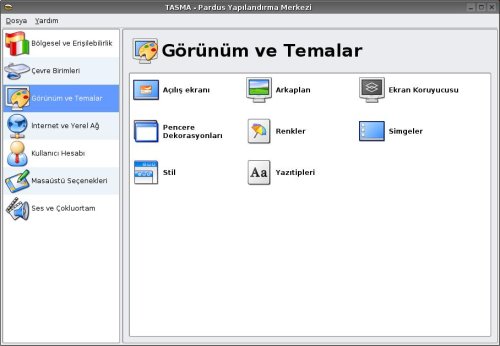 TASMA - Pardus Yapılandırma Merkezi
Dosya Yardım
Bölgesel ve Erişilebilirlik
Çevre Birimleri
Görünüm ve Temalar
İnternet ve Yerel Ağ
Kullanıcı Hesabı
Masaüstü Seçenekleri
Ses ve Çokluortam
Görünüm ve Temalar
Açılış ekranı
Arkaplan
Ekran Koruyucusu
Pencere
Dekorasyonları
Renkler
Simgeler
Stil
Aa
Yazıtipleri